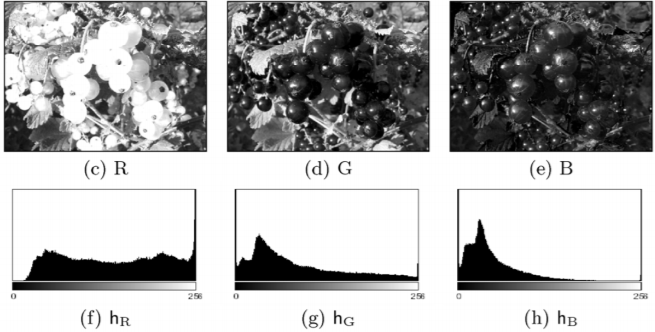 (c) R (d) G (e) B
0 256 0 256 0 256
(f) hR (g) hG (h) hB